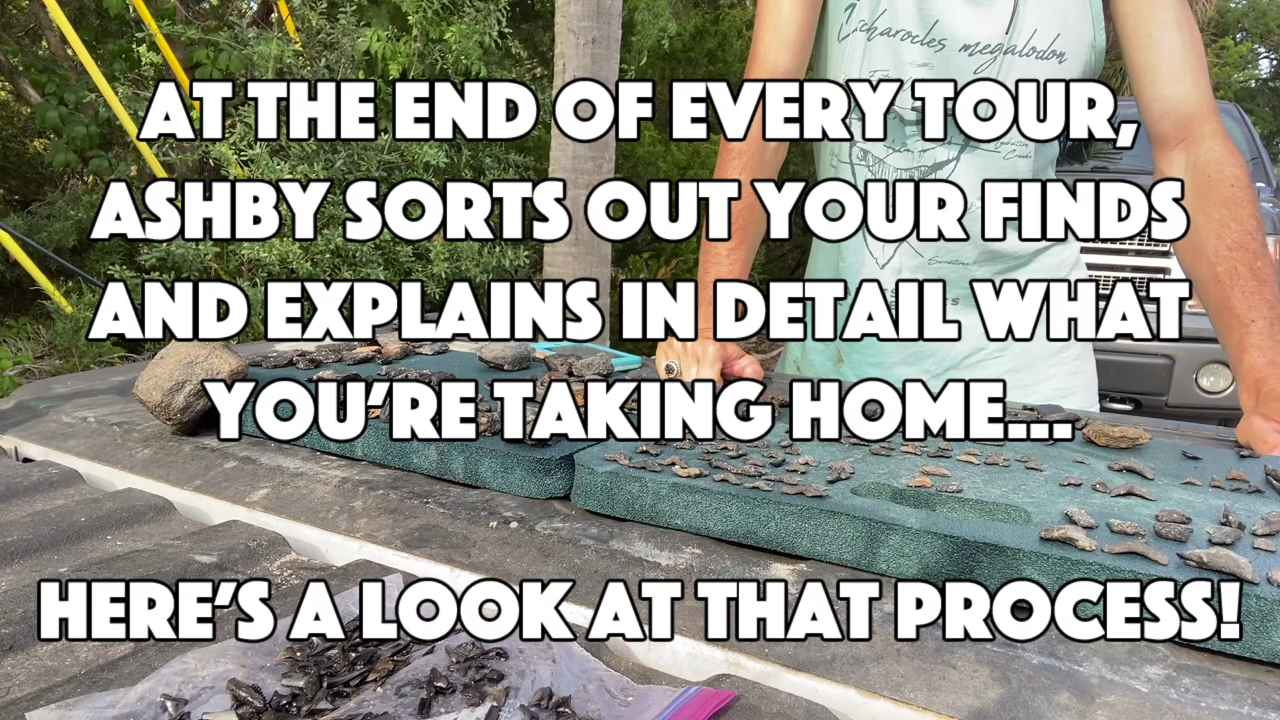 Carcharocles megalodon
AT THE END OF EVERY TOUR,
ASHBY SORTS OUT YOUR FINDS
AND EXPLAINS IN DETAIL WHAT
YOU'RE TAKING HOME...
HERE'S A LOOK AT THAT PROCESS!